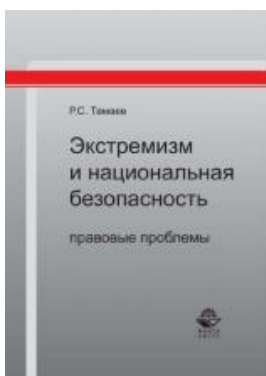 Р.С. Тамаев
Экстремизм
и национальная
безопасность
правовые проблемы